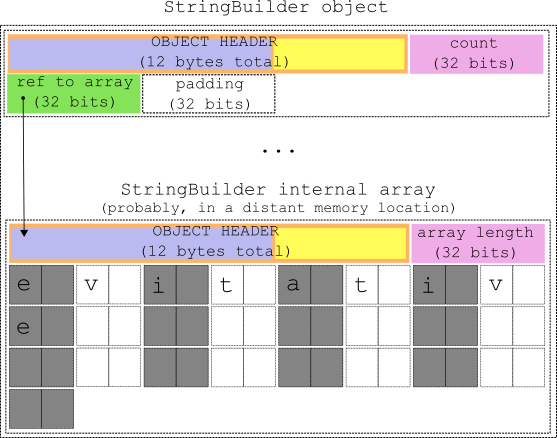 StringBuilder object
OBJECT HEADER
(12 bytes total)
count
(32 bits)
ref to array
(32 bits)
padding
(32 bits)
...
StringBuilder internal array
(probably, in a distant memory location)
OBJECT HEADER
(12 bytes total)
array length
(32 bits)
e v i t a t i v
e